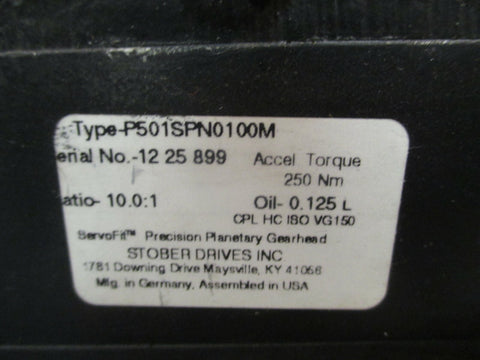 Type-P501SPN0100M
erial No.-12 25 899 Accel Torque
250 Nm
atio- 10.0:1 Oil- 0.125 L
CPL HC ISO VG150
ServoFit™ Precision Planetary Gearhead
STOBER DRIVES INC
1781 Downing Drive Maysville, KY 41056
Mfg. in Germany, Assembled in USA